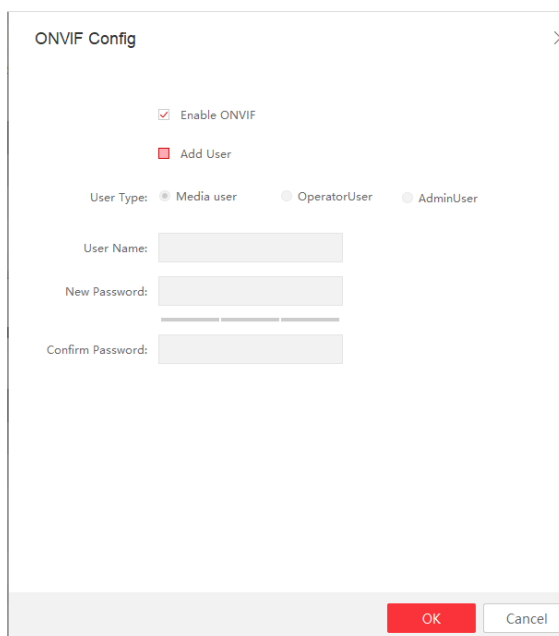 ONVIF Config
Enable ONVIF
Add User
User Type: Media user OperatorUser AdminUser
User Name:
New Password:
Confirm Password:
OK Cancel